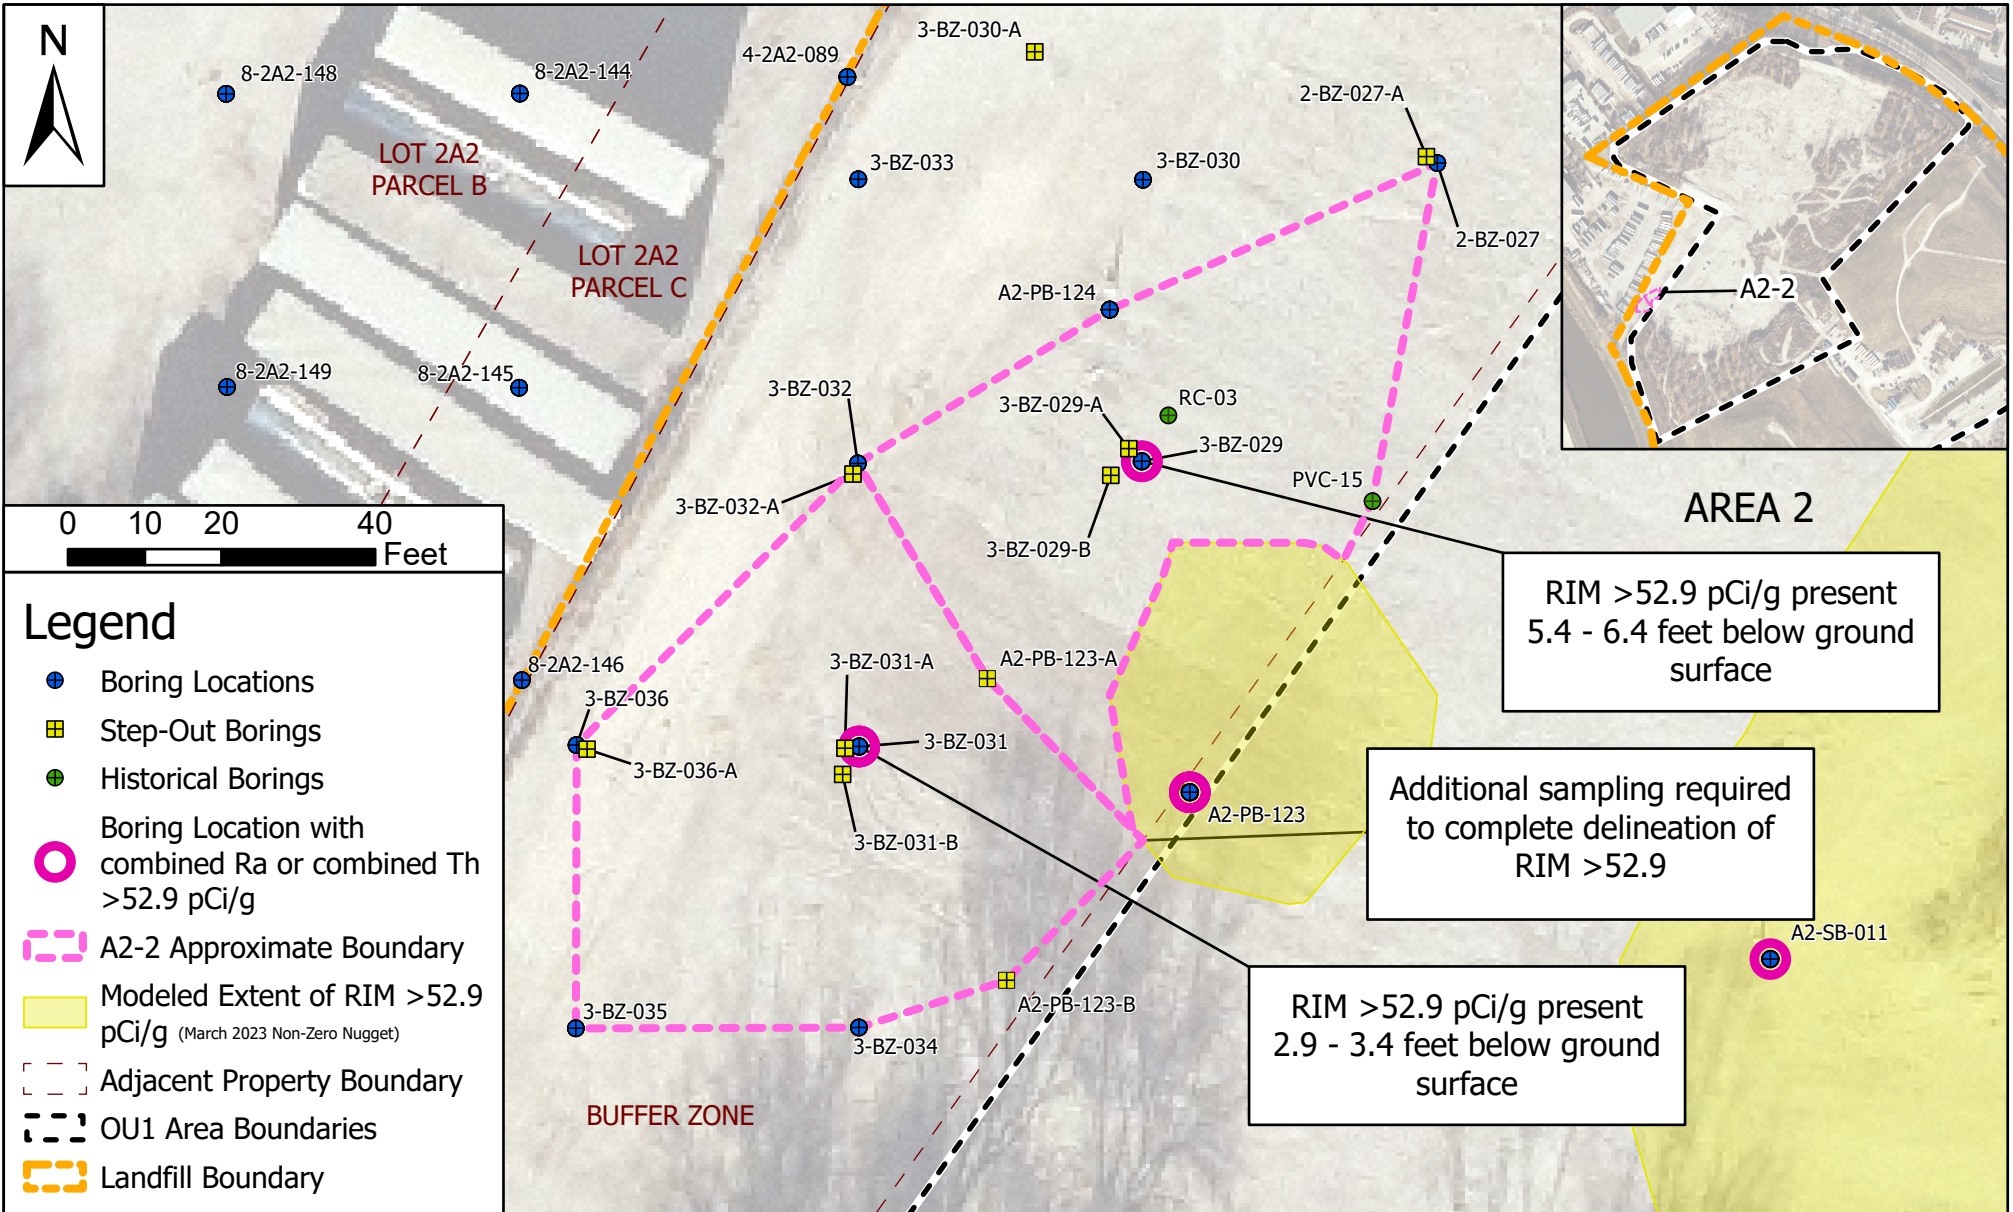 N
8-2A2-148
8-2A2-144
4-2A2-089
3-BZ-030-A
2-BZ-027-A
LOT 2A2
PARCEL B
3-BZ-033
3-BZ-030
2-BZ-027
LOT 2A2
PARCEL C
A2-PB-124
A2-2
8-2A2-149
8-2A2-145
3-BZ-032
3-BZ-029-A
RC-03
3-BZ-029
PVC-15
3-BZ-032-A
3-BZ-029-B
AREA 2
0 10 20 40
Feet
RIM >52.9 pCi/g present
5.4 - 6.4 feet below ground
surface
Legend
Boring Locations
Step-Out Borings
Historical Borings
Boring Location with
combined Ra or combined Th
>52.9 pCi/g
A2-2 Approximate Boundary
Modeled Extent of RIM >52.9
pCi/g (March 2023 Non-Zero Nugget)
Adjacent Property Boundary
OU1 Area Boundaries
Landfill Boundary
8-2A2-146
3-BZ-036
3-BZ-031-A
A2-PB-123-A
3-BZ-031
3-BZ-036-A
3-BZ-031-B
A2-PB-123
Additional sampling required
to complete delineation of
RIM >52.9
A2-SB-011
3-BZ-035
3-BZ-034
A2-PB-123-B
RIM >52.9 pCi/g present
2.9 - 3.4 feet below ground
surface
BUFFER ZONE